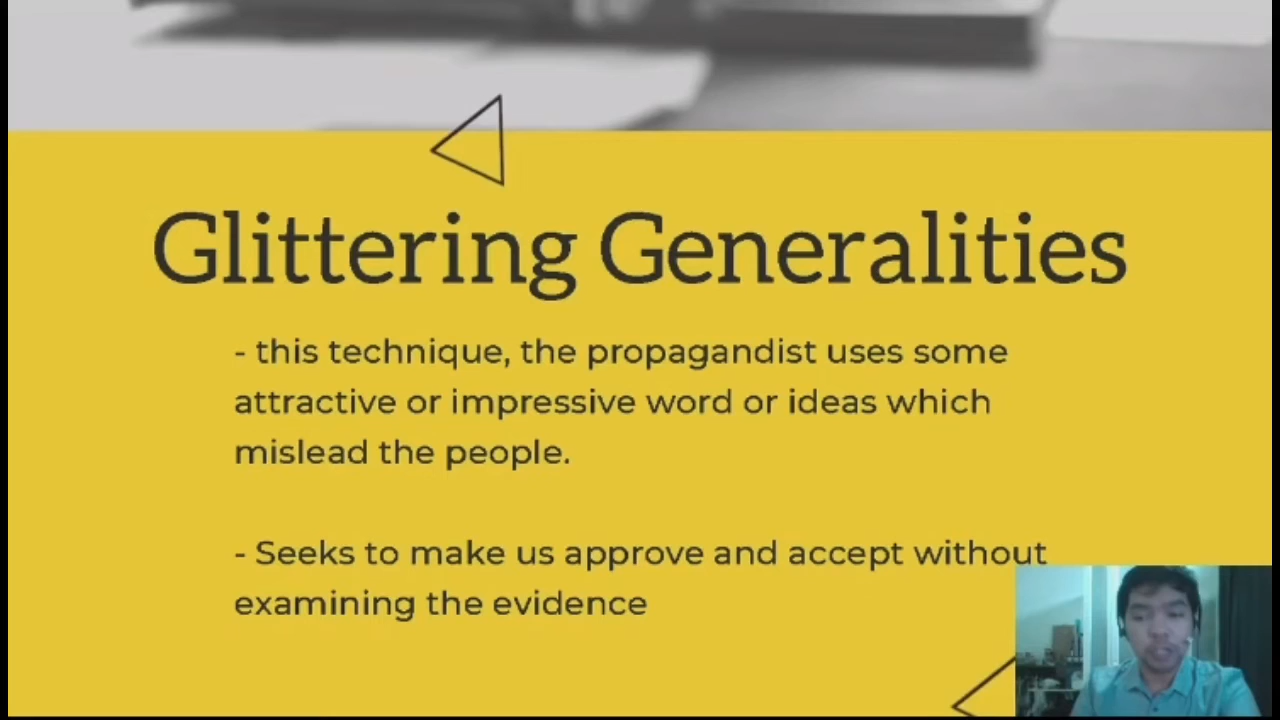 Glittering Generalities
- this technique, the propagandist uses some
attractive or impressive word or ideas which
mislead the people.
- Seeks to make us approve and accept without
examining the evidence